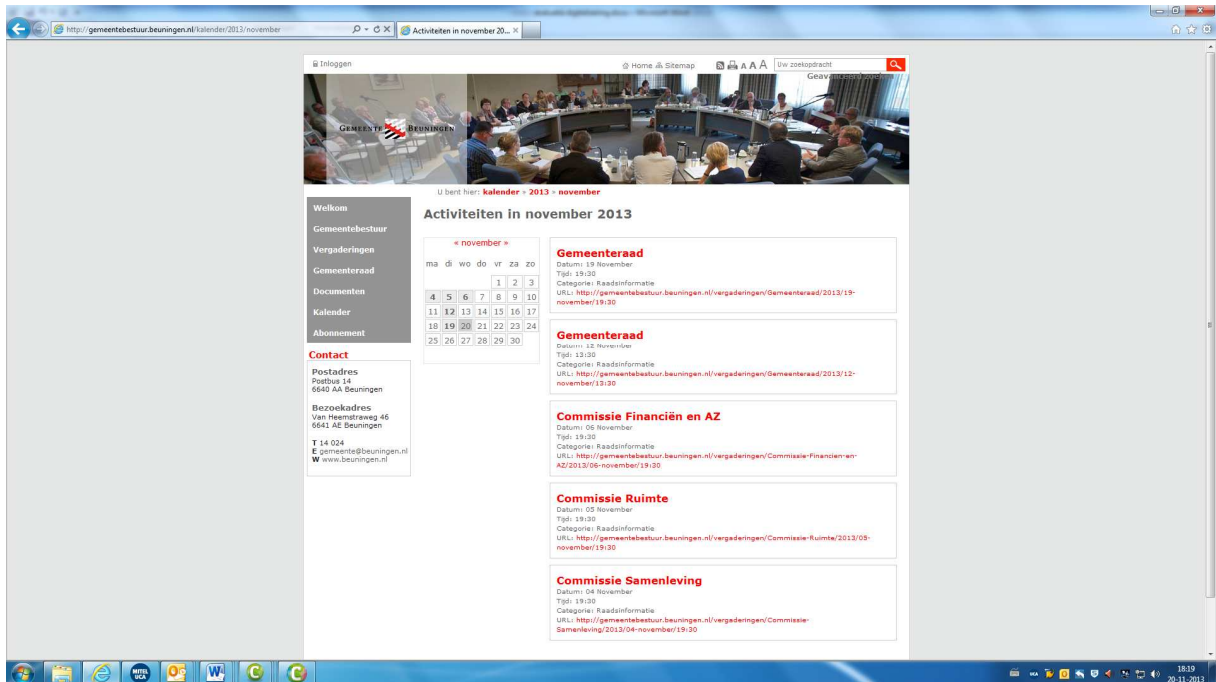 http://gemeentebestuur.beuningen.nl/kalender/2013/november
Activiteiten in november 20...
Inloggen
Home Sitemap A A A Uw zoekopdracht
GEMEENTE BEUNINGEN
U bent hier: kalender » 2013 » november
Welkom
Gemeentebestuur
Vergaderingen
Gemeenteraad
Documenten
Kalender
Abonnement
Contact
Postadres
Postbus 14
6640 AA Beuningen
Bezoekadres
Van Heemstraweg 46
6641 AE Beuningen
T 14 024
E gemeente@beuningen.nl
W www.beuningen.nl
Activiteiten in november 2013
« november »
ma di wo do vr za zo
1 2 3
4 5 6 7 8 9 10
11 12 13 14 15 16 17
18 19 20 21 22 23 24
25 26 27 28 29 30
Gemeenteraad
Datum: 19 November
Tijd: 19:30
Categorie: Raadsinformatie
URL: http://gemeentebestuur.beuningen.nl/vergaderingen/Gemeenteraad/2013/19-
november/19:30
Gemeenteraad
Datum: 12 November
Tijd: 13:30
Categorie: Raadsinformatie
URL: http://gemeentebestuur.beuningen.nl/vergaderingen/Gemeenteraad/2013/12-
november/13:30
Commissie Financiën en AZ
Datum: 06 November
Tijd: 19:30
Categorie: Raadsinformatie
URL: http://gemeentebestuur.beuningen.nl/vergaderingen/Commissie-Financien-en-
AZ/2013/06-november/19:30
Commissie Ruimte
Datum: 05 November
Tijd: 19:30
Categorie: Raadsinformatie
URL: http://gemeentebestuur.beuningen.nl/vergaderingen/Commissie-Ruimte/2013/05-
november/19:30
Commissie Samenleving
Datum: 04 November
Tijd: 19:30
Categorie: Raadsinformatie
URL: http://gemeentebestuur.beuningen.nl/vergaderingen/Commissie-
Samenleving/2013/04-november/19:30
MITEL
UCA
18:19
20-11-2013